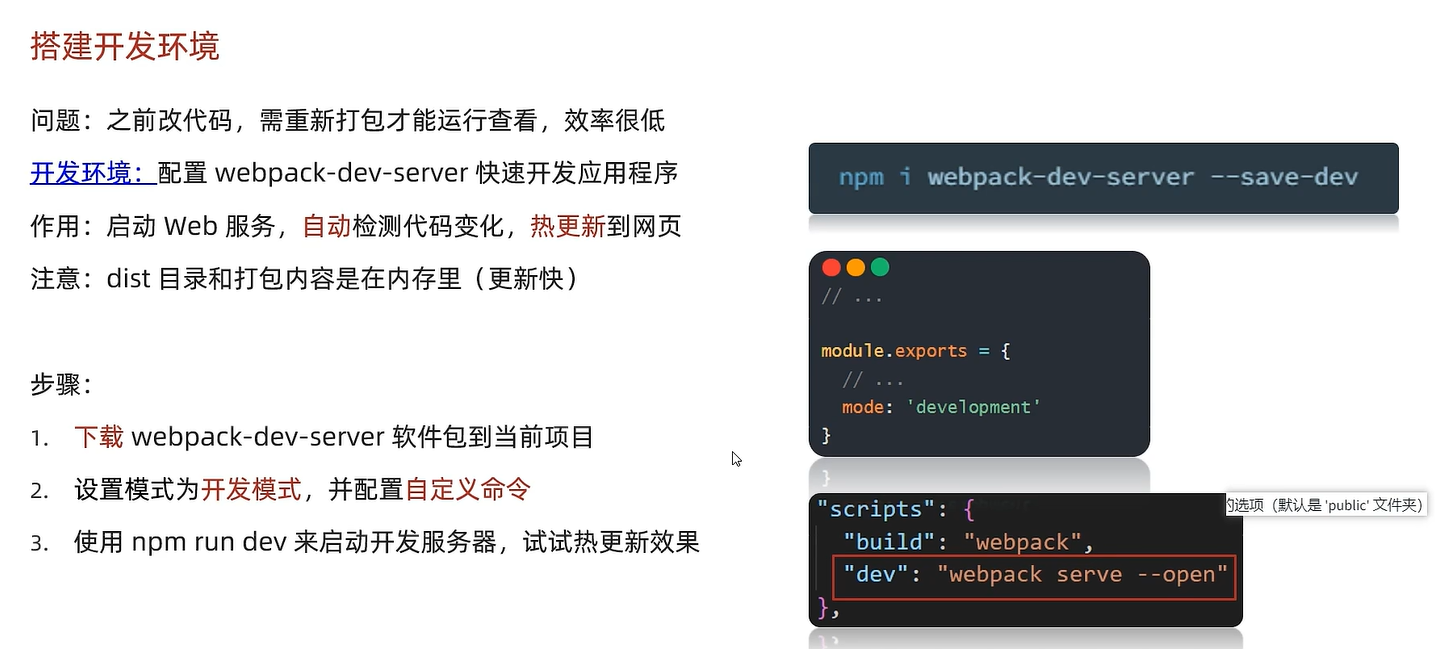 搭建开发环境
问题：之前改代码，需重新打包才能运行查看，效率很低
开发环境：配置 webpack-dev-server 快速开发应用程序
作用：启动 Web 服务，自动检测代码变化，热更新到网页
注意：dist 目录和打包内容是在内存里（更新快）
步骤：
1. 下载 webpack-dev-server 软件包到当前项目
2. 设置模式为开发模式，并配置自定义命令
3. 使用 npm run dev 来启动开发服务器，试试热更新效果
npm i webpack-dev-server --save-dev
// ...
module.exports = {
// ...
mode: 'development'
}
"scripts": {
"build": "webpack",
"dev": "webpack serve --open"
},
的选项（默认是 'public' 文件夹）